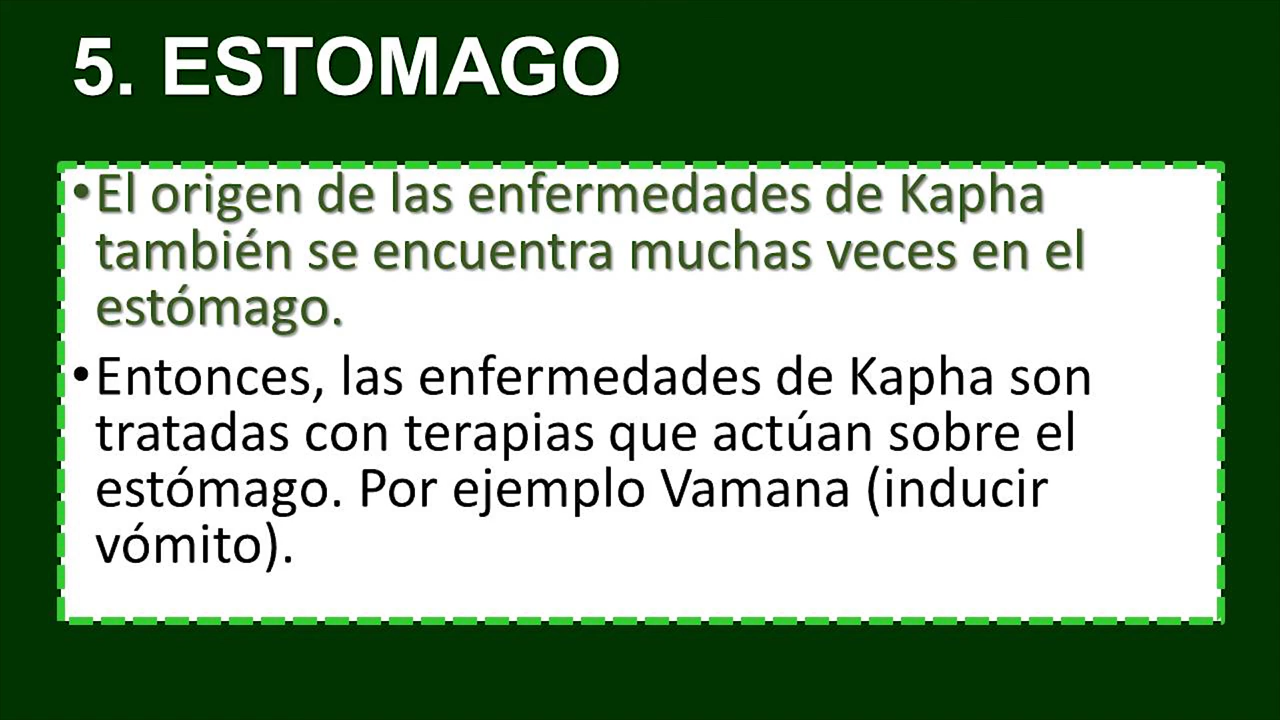 5. ESTOMAGO
•El origen de las enfermedades de Kapha
también se encuentra muchas veces en el
estómago.
•Entonces, las enfermedades de Kapha son
tratadas con terapias que actúan sobre el
estómago. Por ejemplo Vamana (inducir
vómito).